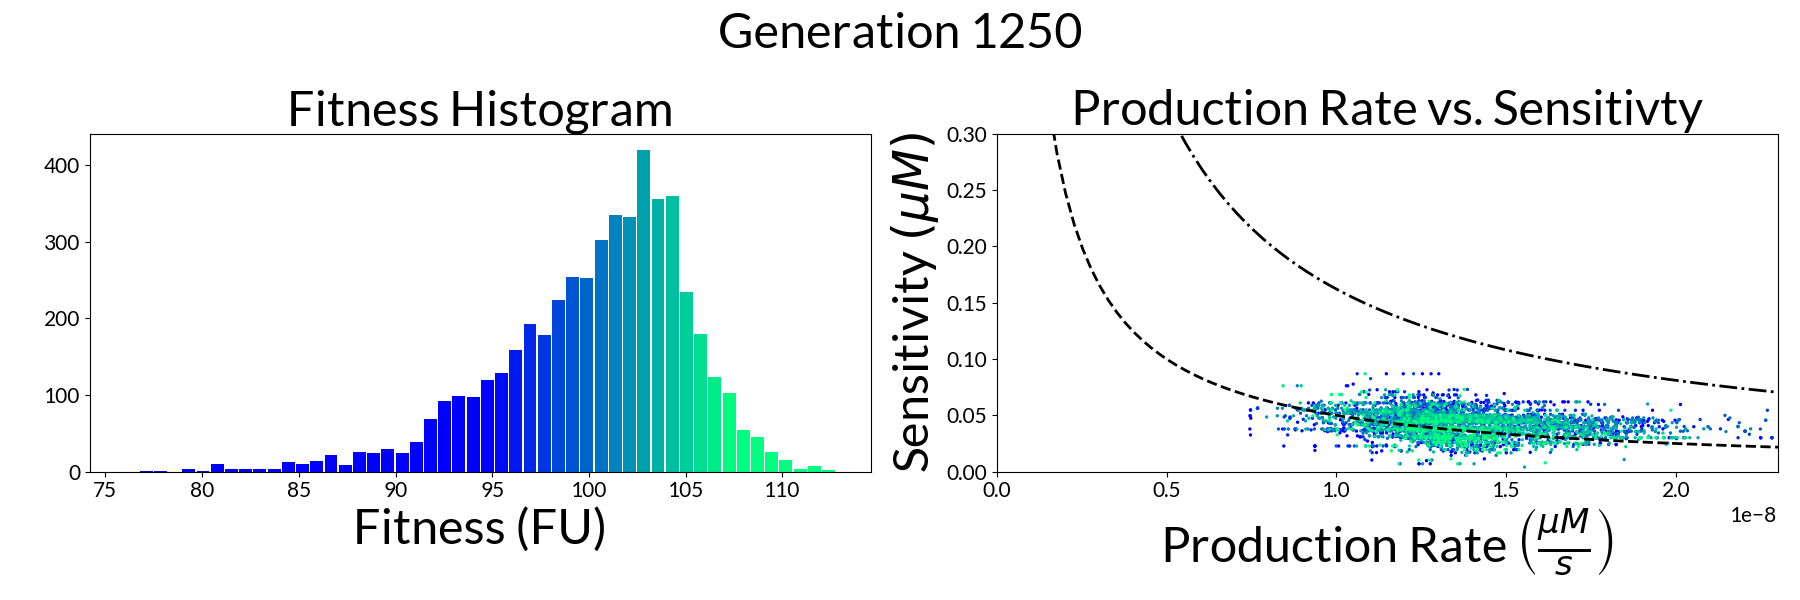 Generation 1250
Fitness Histogram
400
300
200
100
0
75 80 85 90 95 100 105 110
Fitness (FU)
Production Rate vs. Sensitivty
Sensitivity (μM)
0.30
0.25
0.20
0.15
0.10
0.05
0.00
0.0 0.5 1.0 1.5 2.0
1e−8
Production Rate (μM/s)